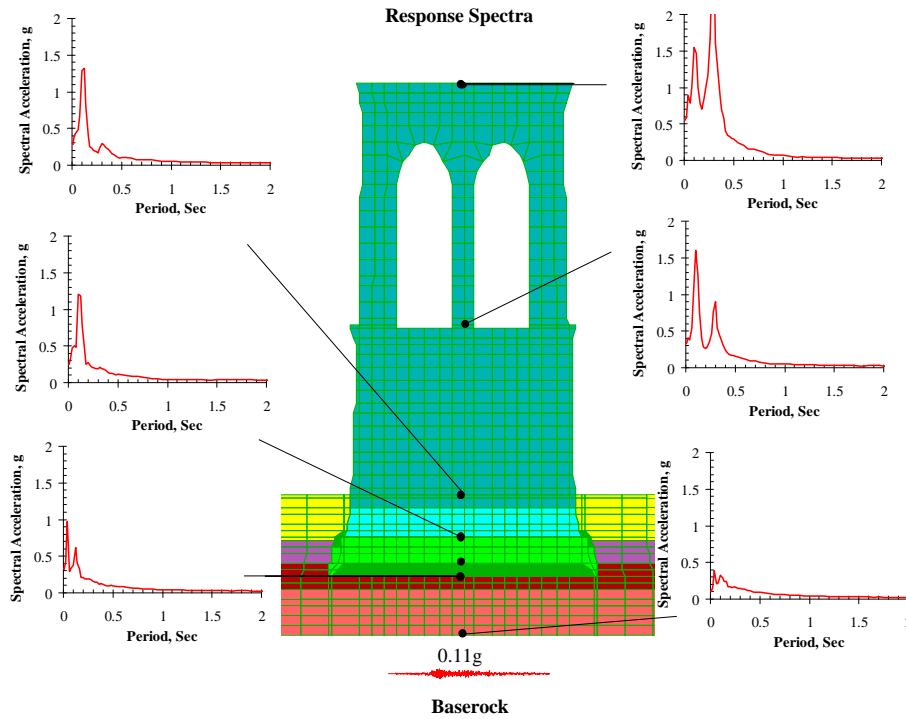 Response Spectra
Spectral Acceleration, g
2
1.5
1
0.5
0
0 0.5 1 1.5 2
Period, Sec
Spectral Acceleration, g
2
1.5
1
0.5
0
0 0.5 1 1.5 2
Period, Sec
Spectral Acceleration, g
2
1.5
1
0.5
0
0 0.5 1 1.5 2
Period, Sec
Spectral Acceleration, g
2
1.5
1
0.5
0
0 0.5 1 1.5 2
Period, Sec
Spectral Acceleration, g
2
1.5
1
0.5
0
0 0.5 1 1.5 2
Period, Sec
Spectral Acceleration, g
2
1.5
1
0.5
0
0 0.5 1 1.5
Period, Sec
0.11g
Baserock